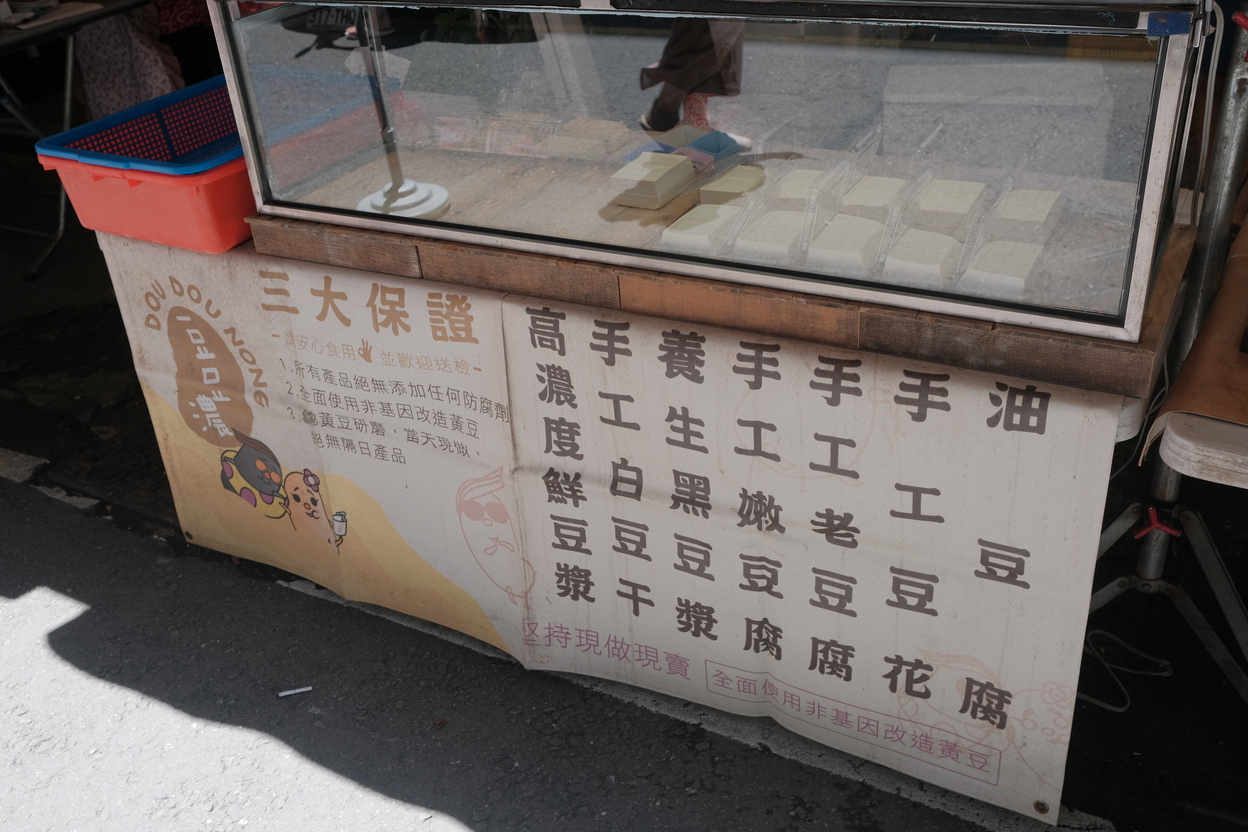 DOU DOU NONG
豆豆濃
三大保證
安心食用 並歡迎送檢-
1.所有產品絕無添加任何防腐劑
2.全面使用非基因改造黃豆
3.純黃豆研磨，當天現做，
絕無隔日產品
油豆腐
手工豆花
手工老豆腐
手工嫩豆腐
養生黑豆漿
手工白豆干
高濃度鮮豆漿
堅持現做現賣
全面使用非基因改造黃豆